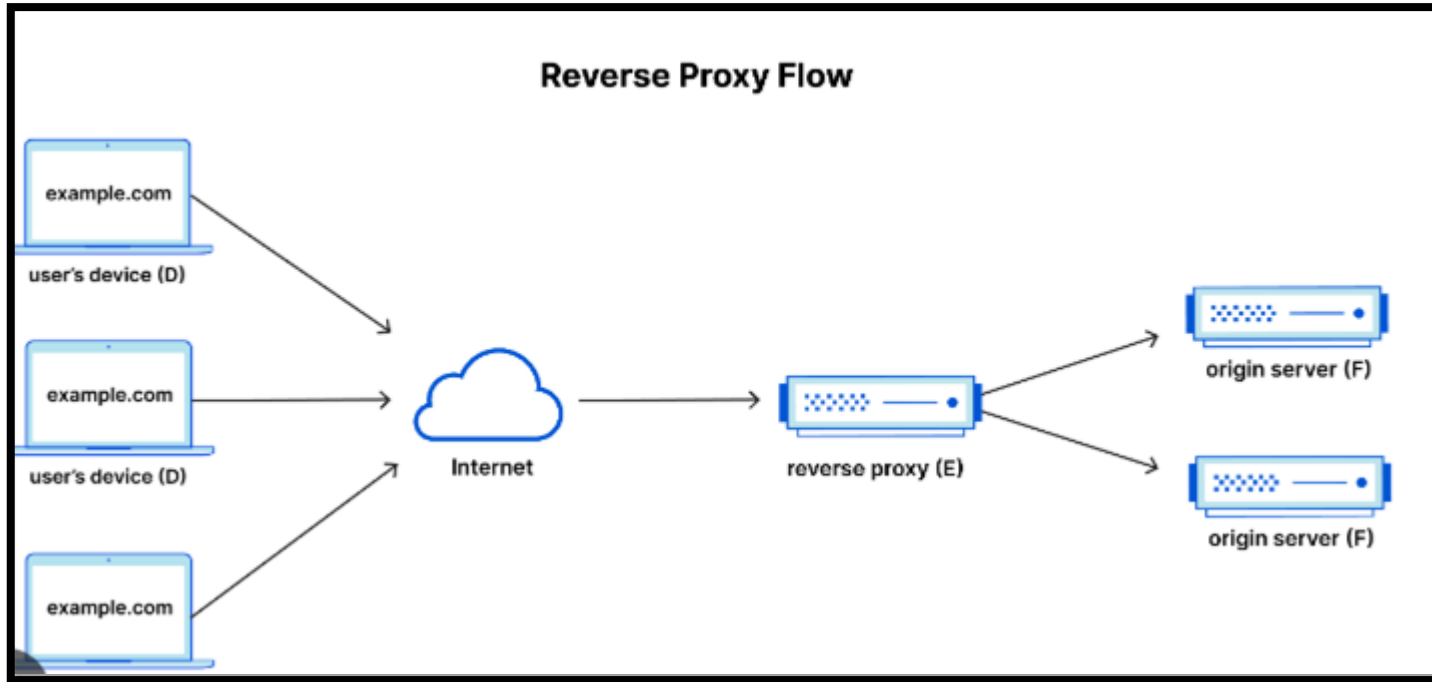 Reverse Proxy Flow
example.com
user's device (D)
example.com
user's device (D)
example.com
Internet
reverse proxy (E)
origin server (F)
origin server (F)